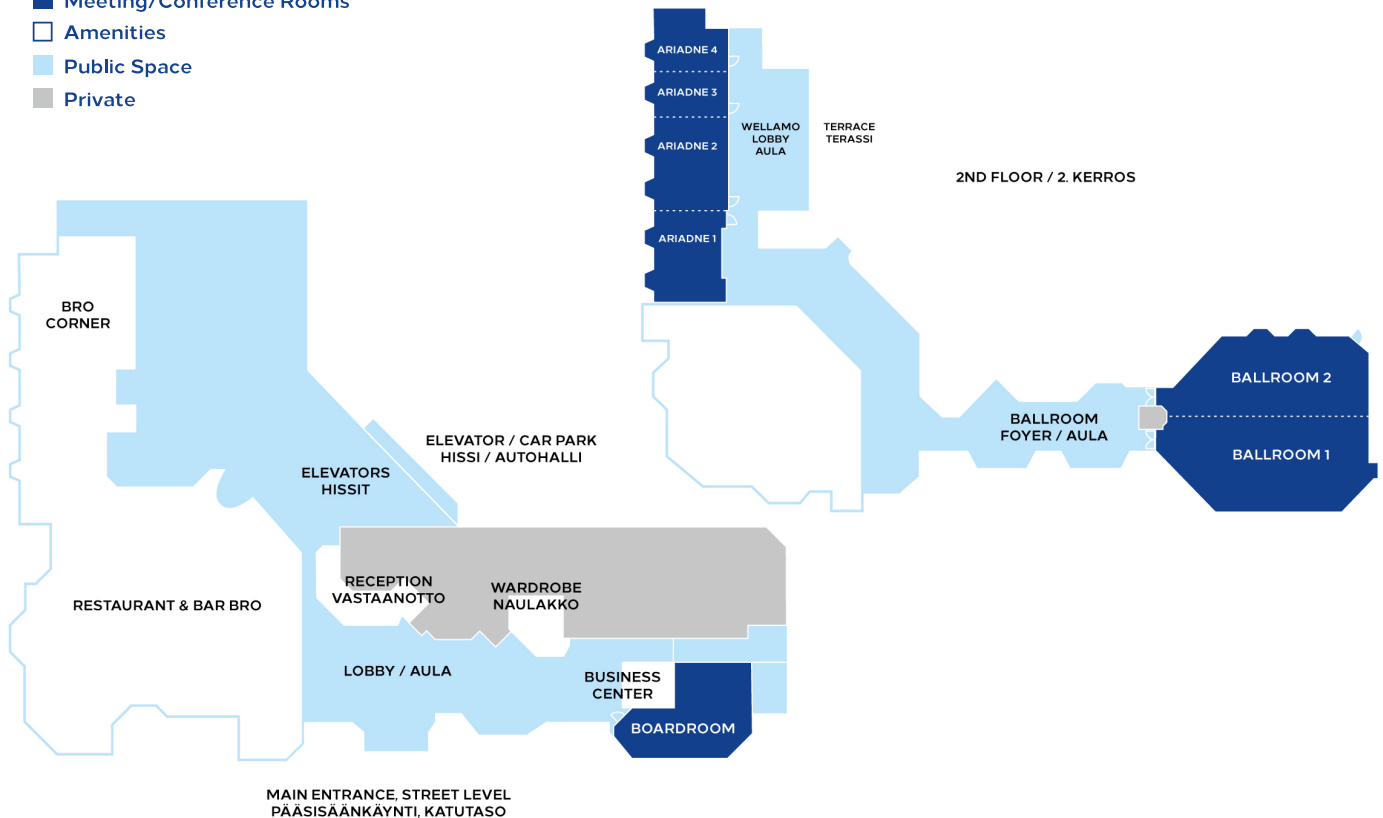 Meeting/Conference Rooms
Amenities
Public Space
Private
ARIADNE 4
ARIADNE 3
ARIADNE 2
ARIADNE 1
WELLAMO
LOBBY
AULA
TERRACE
TERASSI
2ND FLOOR / 2. KERROS
BRO
CORNER
ELEVATOR / CAR PARK
HISSI / AUTOHALLI
ELEVATORS
HISSIT
BALLROOM
FOYER / AULA
BALLROOM 2
BALLROOM 1
RESTAURANT & BAR BRO
RECEPTION
VASTAANOTTO
WARDROBE
NAULAKKO
LOBBY / AULA
BUSINESS
CENTER
BOARDROOM
MAIN ENTRANCE, STREET LEVEL
PÄÄSISÄÄNKÄYNTI, KATUTASO